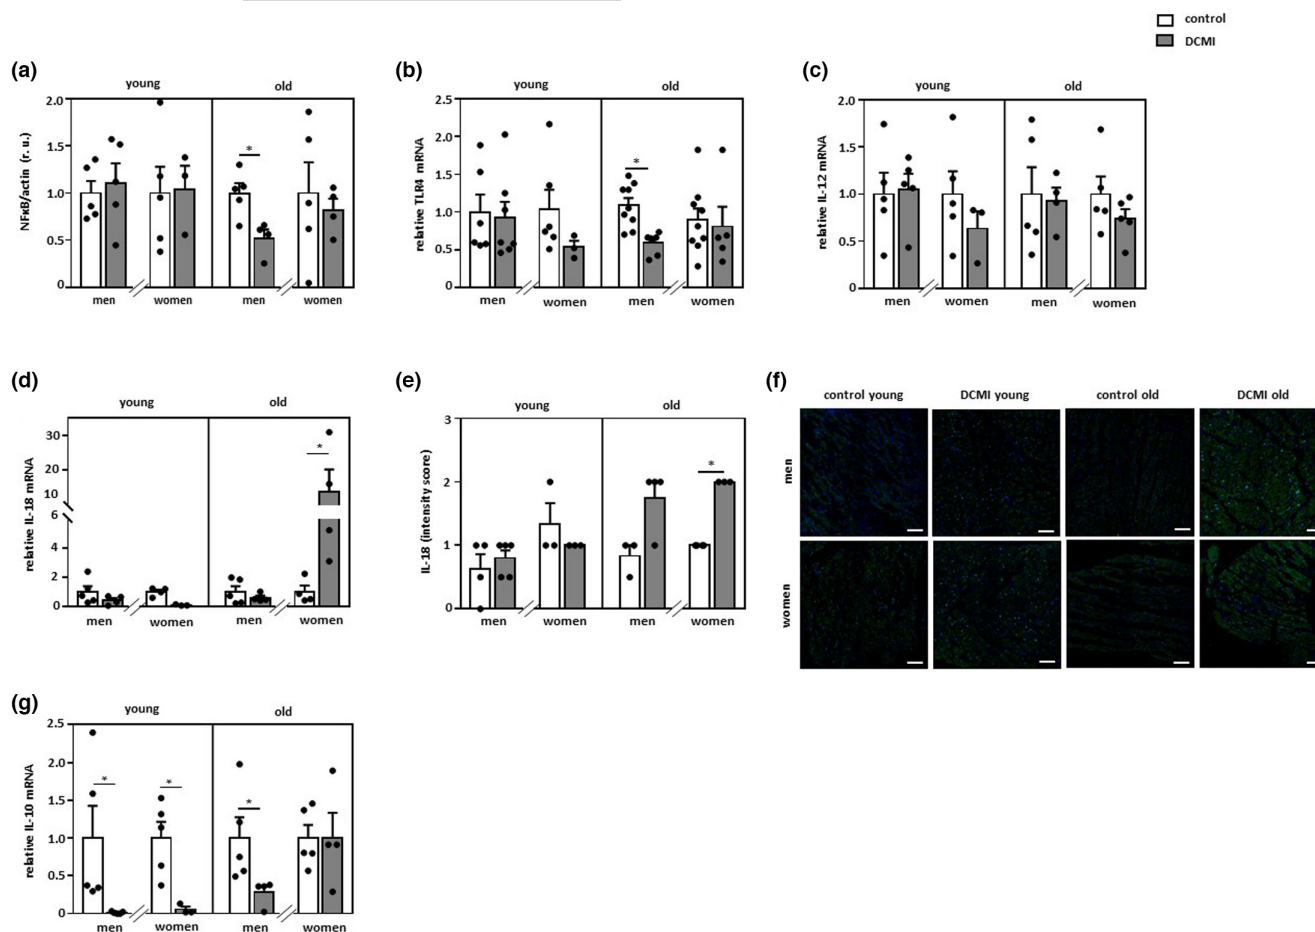 control
DCMI
(a)
young
old
NFκB/actin (r. u.)
2.0
1.5
1.0
0.5
0
*
men
women
men
women
(b)
young
old
relative TLR4 mRNA
2.5
2.0
1.5
1.0
0.5
0
*
men
women
men
women
(c)
young
old
relative IL-12 mRNA
2.0
1.5
1.0
0.5
0
men
women
men
women
(d)
young
old
relative IL-18 mRNA
30
20
10
6
4
2
0
*
men
women
men
women
(e)
young
old
IL-18 (intensity score)
3
2
1
0
*
men
women
men
women
(f)
control young
DCMI young
control old
DCMI old
men
women
(g)
young
old
relative IL-10 mRNA
2.5
2.0
1.5
1.0
0.5
0
*
*
*
men
women
men
women